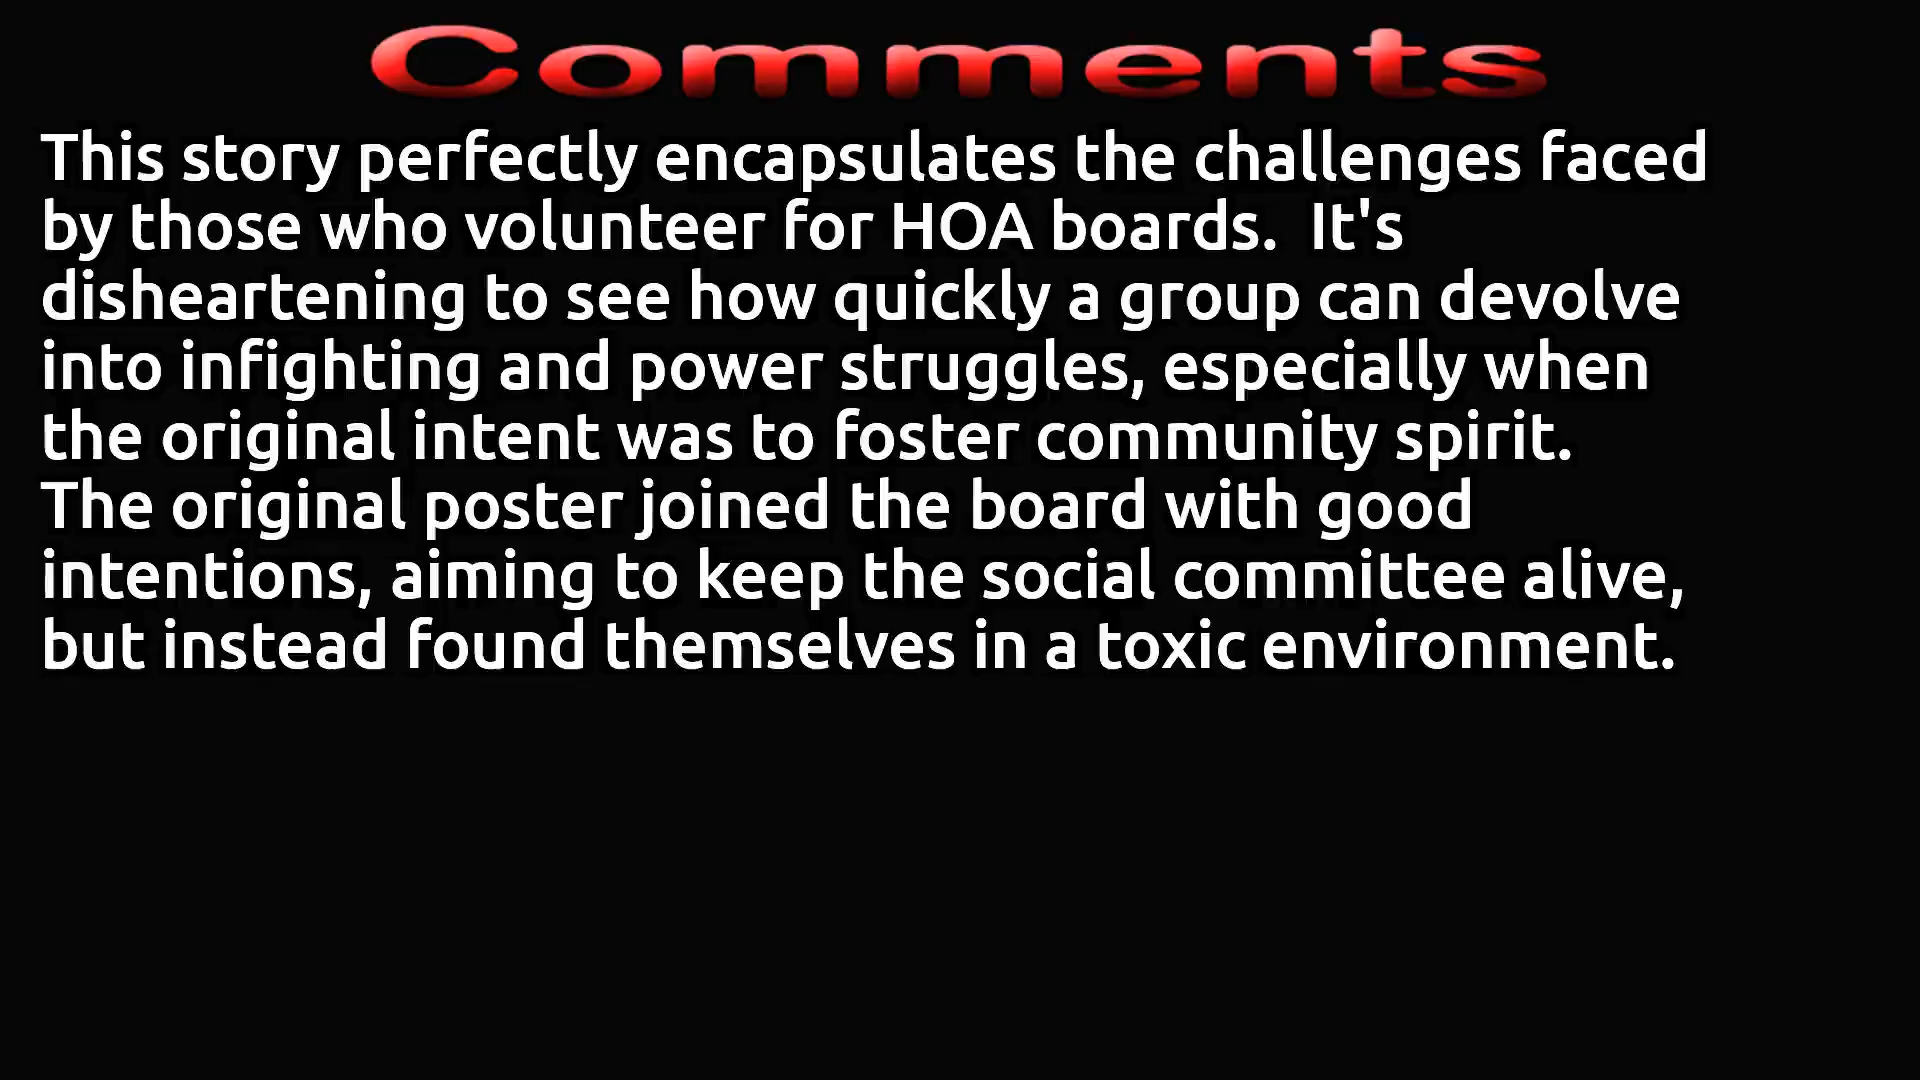 Comments
This story perfectly encapsulates the challenges faced
by those who volunteer for HOA boards.  It's
disheartening to see how quickly a group can devolve
into infighting and power struggles, especially when
the original intent was to foster community spirit.
The original poster joined the board with good
intentions, aiming to keep the social committee alive,
but instead found themselves in a toxic environment.